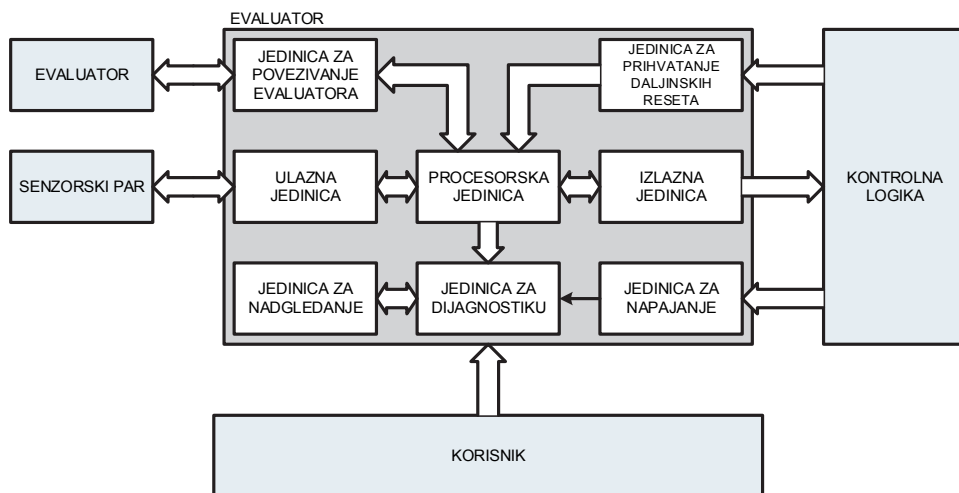 EVALUATOR
EVALUATOR
JEDINICA ZA
POVEZIVANJE
EVALUATORA
JEDINICA ZA
PRIHVATANJE
DALJINSKIH
RESETA
SENZORSKI PAR
ULAZNA
JEDINICA
PROCESORSKA
JEDINICA
IZLAZNA
JEDINICA
KONTROLNA
LOGIKA
JEDINICA ZA
NADGLEDANJE
JEDINICA ZA
DIJAGNOSTIKU
JEDINICA ZA
NAPAJANJE
KORISNIK